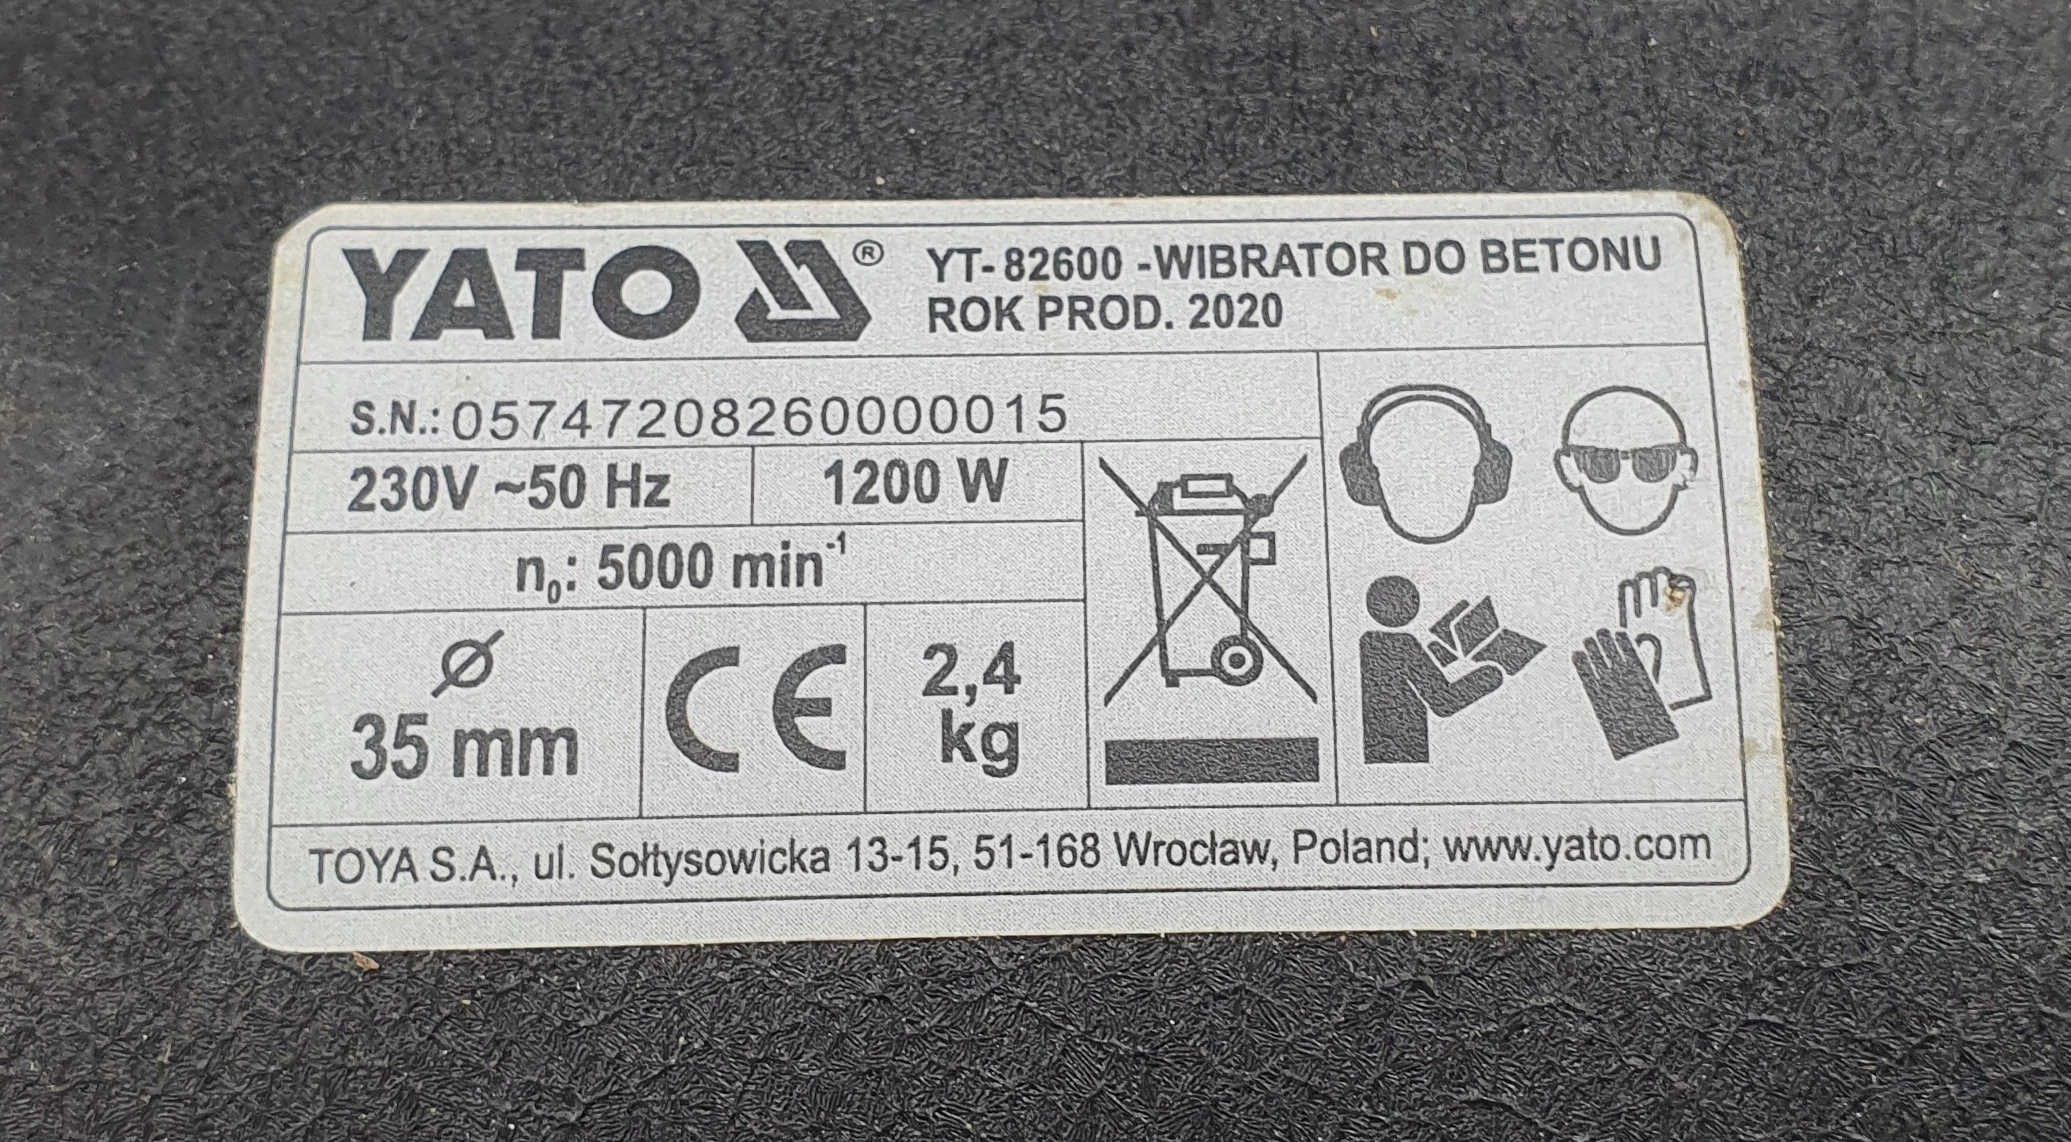 YATO ® YT-82600 -WIBRATOR DO BETONU
ROK PROD. 2020
S.N.: 05747208260000015
230V ~50 Hz 1200 W
n₀: 5000 min⁻¹
Ø
35 mm
CE
2,4
kg
TOYA S.A., ul. Sołtysowicka 13-15, 51-168 Wrocław, Poland; www.yato.com